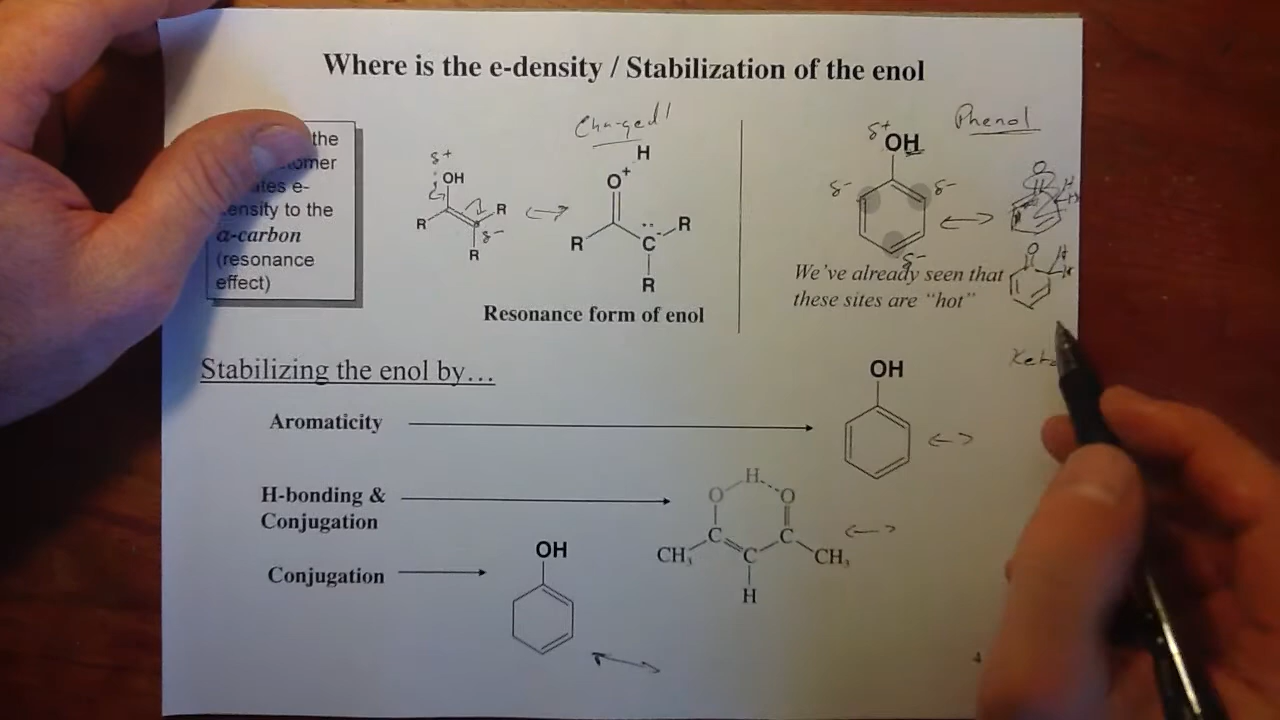 Where is the e-density / Stabilization of the enol
the
ates e-
ensity to the
α-carbon
(resonance
effect)
δ+
OH
R
R
δ-
R
Charged!
H
O+
R
R
C-
R
Resonance form of enol
Phenol
δ+
OH
δ-
δ-
δ-
O
H
O
H
We've already seen that
these sites are "hot"
Stabilizing the enol by…
Aromaticity
OH
H-bonding &
Conjugation
H
O
O
C
C
CH3
C
CH3
H
Conjugation
OH
4